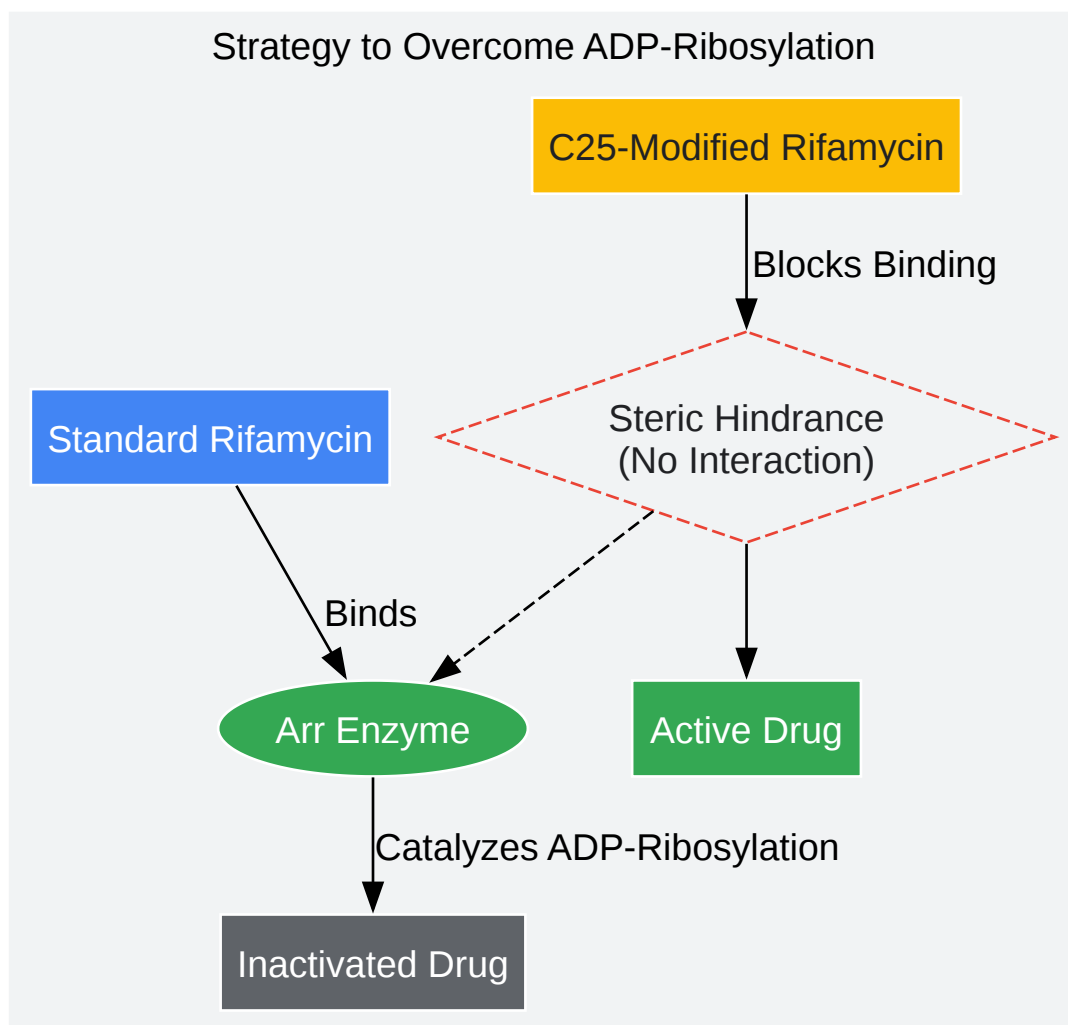 Strategy to Overcome ADP-Ribosylation
C25-Modified Rifamycin
Blocks Binding
Standard Rifamycin
Steric Hindrance
(No Interaction)
Binds
Arr Enzyme
Active Drug
Catalyzes ADP-Ribosylation
Inactivated Drug